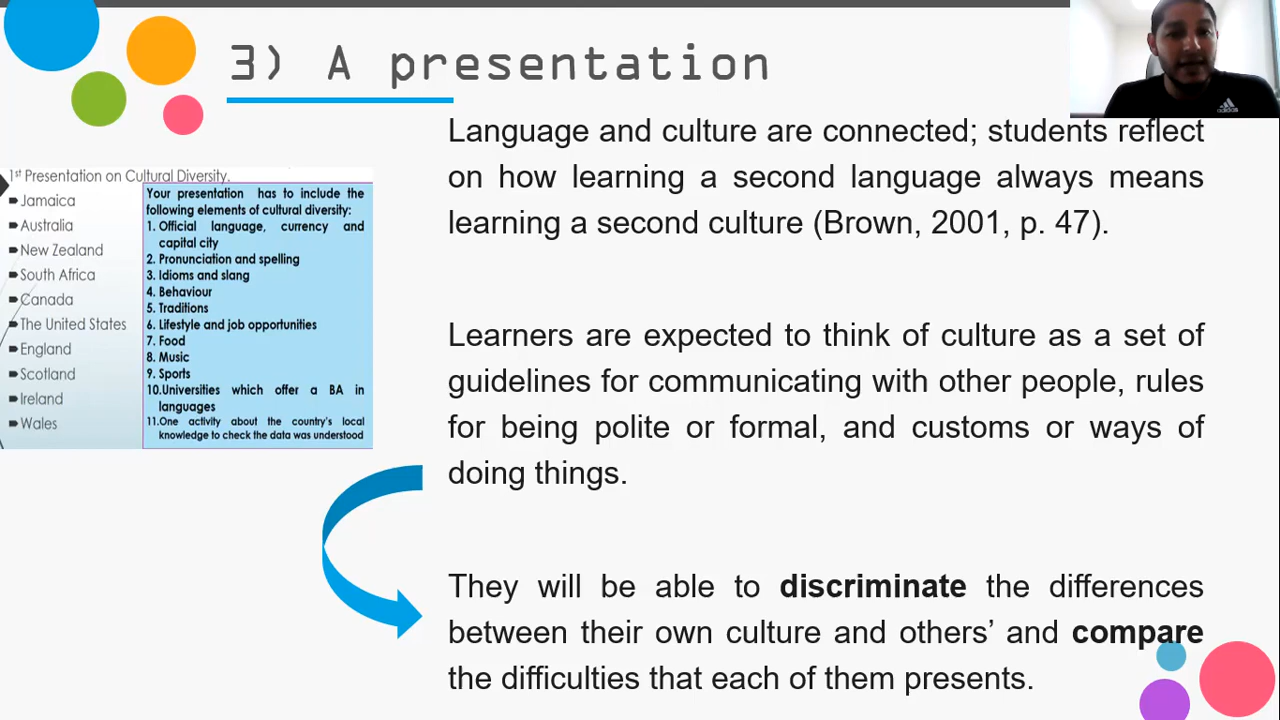 3) A presentation
Language and culture are connected; students reflect
on how learning a second language always means
learning a second culture (Brown, 2001, p. 47).
1st Presentation on Cultural Diversity.
Jamaica
Australia
New Zealand
South Africa
Canada
The United States
England
Scotland
Ireland
Wales
Your presentation has to include the
following elements of cultural diversity:
1. Official language, currency and
capital city
2. Pronunciation and spelling
3. Idioms and slang
4. Behaviour
5. Traditions
6. Lifestyle and job opportunities
7. Food
8. Music
9. Sports
10.Universities which offer a BA in
languages
11.One activity about the country's local
knowledge to check the data was understood
Learners are expected to think of culture as a set of
guidelines for communicating with other people, rules
for being polite or formal, and customs or ways of
doing things.
They will be able to discriminate the differences
between their own culture and others’ and compare
the difficulties that each of them presents.
adidas